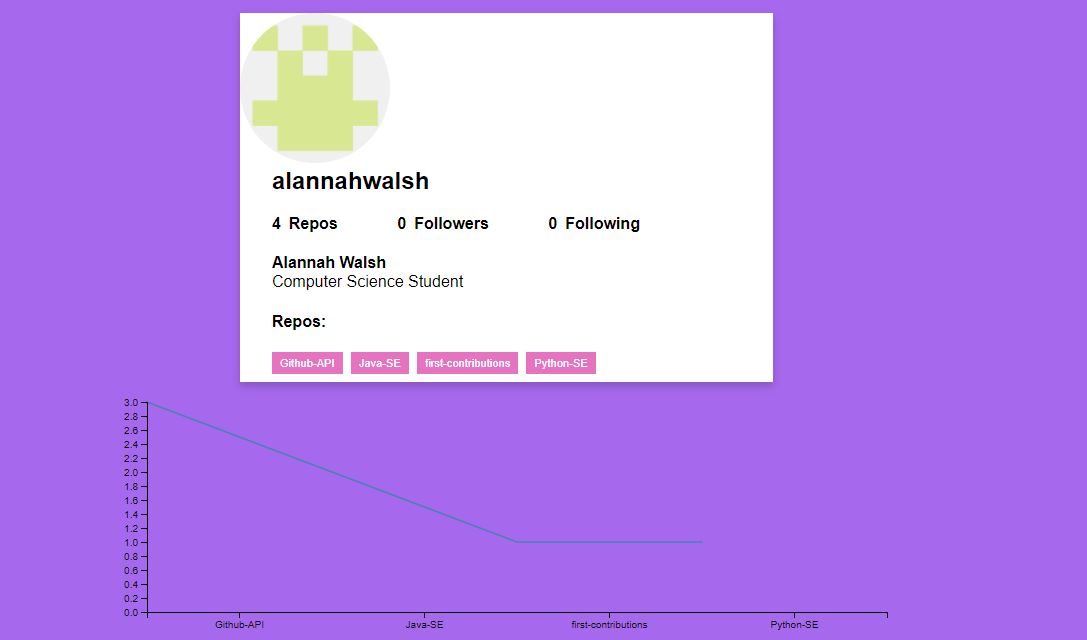 alannahwalsh
4 Repos 0 Followers 0 Following
Alannah Walsh
Computer Science Student
Repos:
Github-API Java-SE first-contributions Python-SE
3.0
2.8
2.6
2.4
2.2
2.0
1.8
1.6
1.4
1.2
1.0
0.8
0.6
0.4
0.2
0.0
Github-API Java-SE first-contributions Python-SE